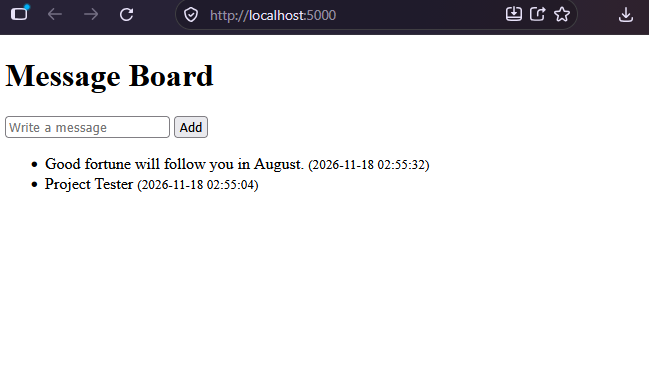 http://localhost:5000
Message Board
Write a message Add
Good fortune will follow you in August. (2026-11-18 02:55:32)
Project Tester (2026-11-18 02:55:04)